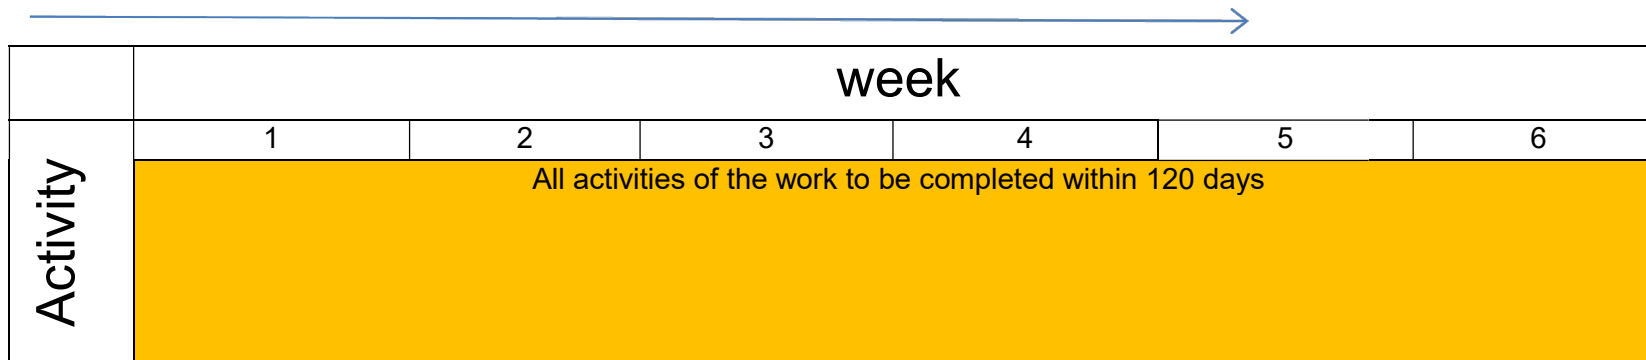 week
1 2 3 4 5 6
All activities of the work to be completed within 120 days
Activity